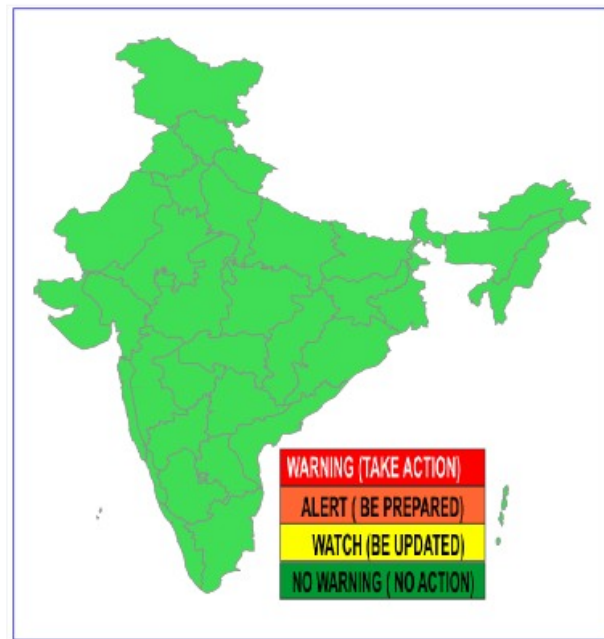 WARNING (TAKE ACTION)
ALERT ( BE PREPARED)
WATCH (BE UPDATED)
NO WARNING ( NO ACTION)